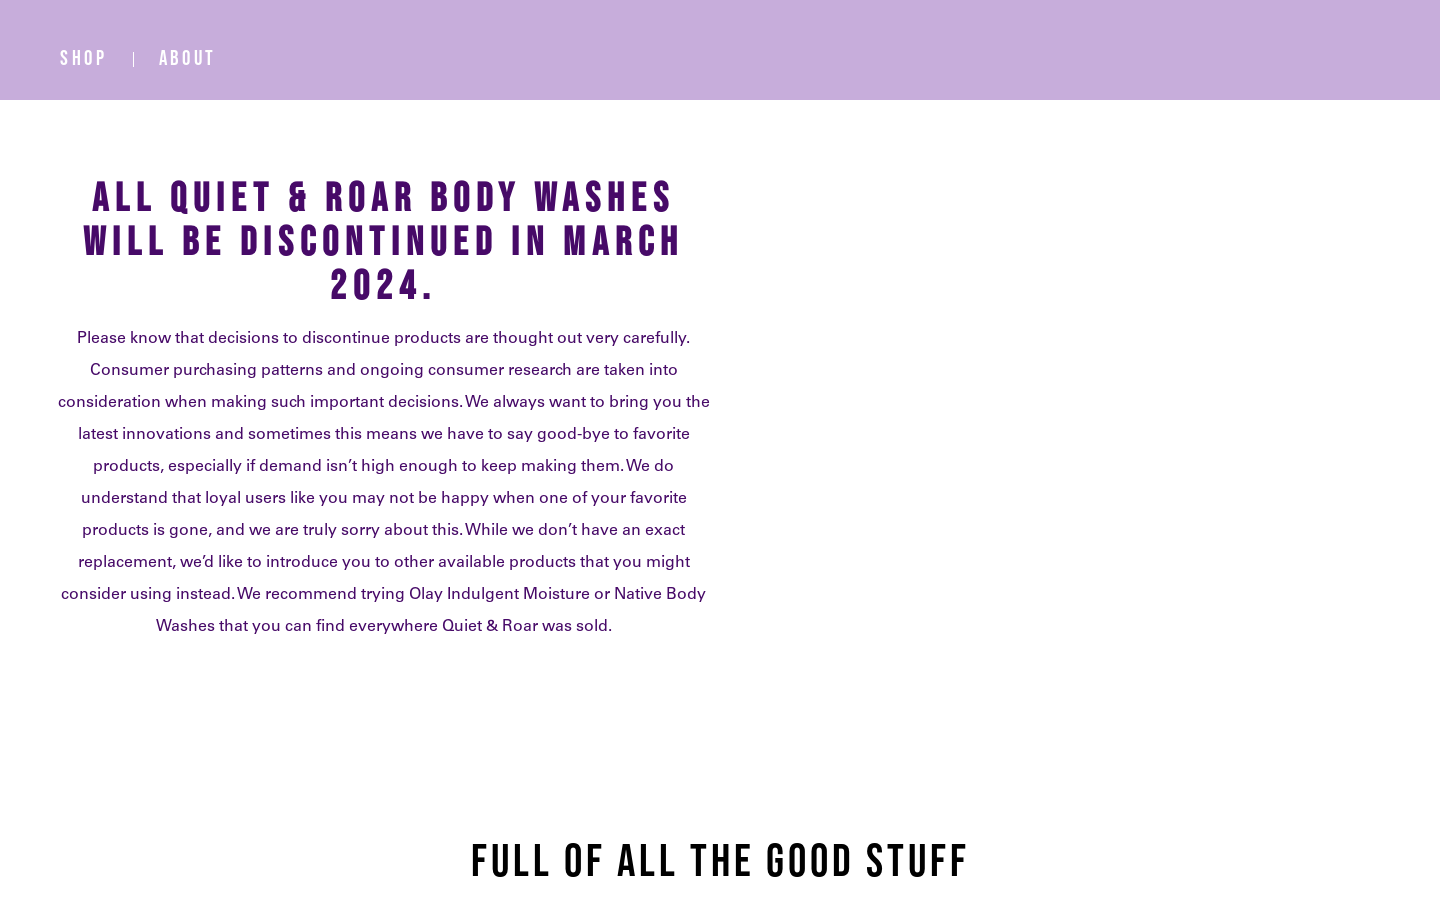 SHOP | ABOUT
ALL QUIET & ROAR BODY WASHES
WILL BE DISCONTINUED IN MARCH
2024.
Please know that decisions to discontinue products are thought out very carefully.
Consumer purchasing patterns and ongoing consumer research are taken into
consideration when making such important decisions. We always want to bring you the
latest innovations and sometimes this means we have to say good-bye to favorite
products, especially if demand isn’t high enough to keep making them. We do
understand that loyal users like you may not be happy when one of your favorite
products is gone, and we are truly sorry about this. While we don’t have an exact
replacement, we’d like to introduce you to other available products that you might
consider using instead. We recommend trying Olay Indulgent Moisture or Native Body
Washes that you can find everywhere Quiet & Roar was sold.
FULL OF ALL THE GOOD STUFF